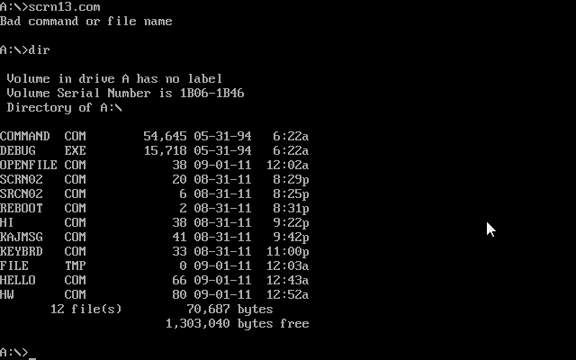 A:\>scrn13.com
Bad command or file name
A:\>dir
Volume in drive A has no label
Volume Serial Number is 1B06-1B46
Directory of A:\
COMMAND COM 54,645 05-31-94 6:22a
DEBUG EXE 15,718 05-31-94 6:22a
OPENFILE COM 38 09-01-11 12:02a
SCRN02 COM 20 08-31-11 8:29p
SRCN02 COM 6 08-31-11 8:25p
REBOOT COM 2 08-31-11 8:31p
HI COM 38 08-31-11 9:22p
KAJMSG COM 41 08-31-11 9:42p
KEYBRD COM 33 08-31-11 11:00p
FILE TMP 0 09-01-11 12:03a
HELLO COM 66 09-01-11 12:43a
HW COM 80 09-01-11 12:52a
12 file(s) 70,687 bytes
1,303,040 bytes free
A:\>_